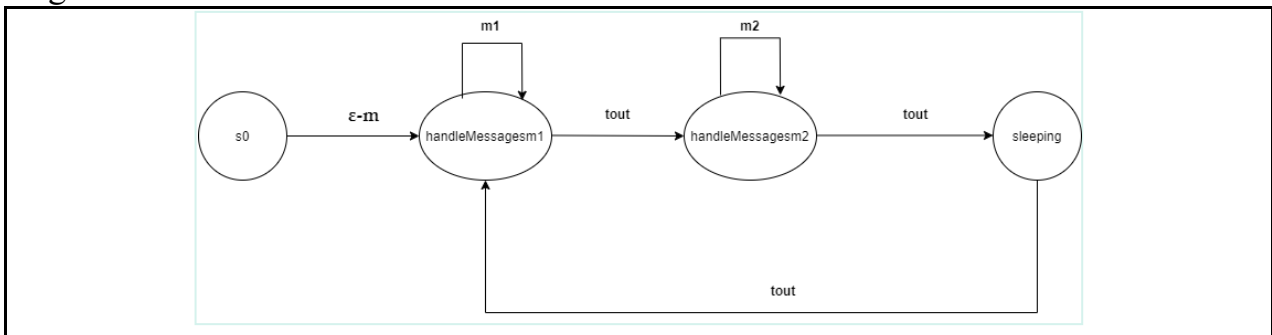 m1
m2
ε-m
tout
tout
s0
handleMessagesm1
handleMessagesm2
sleeping
tout